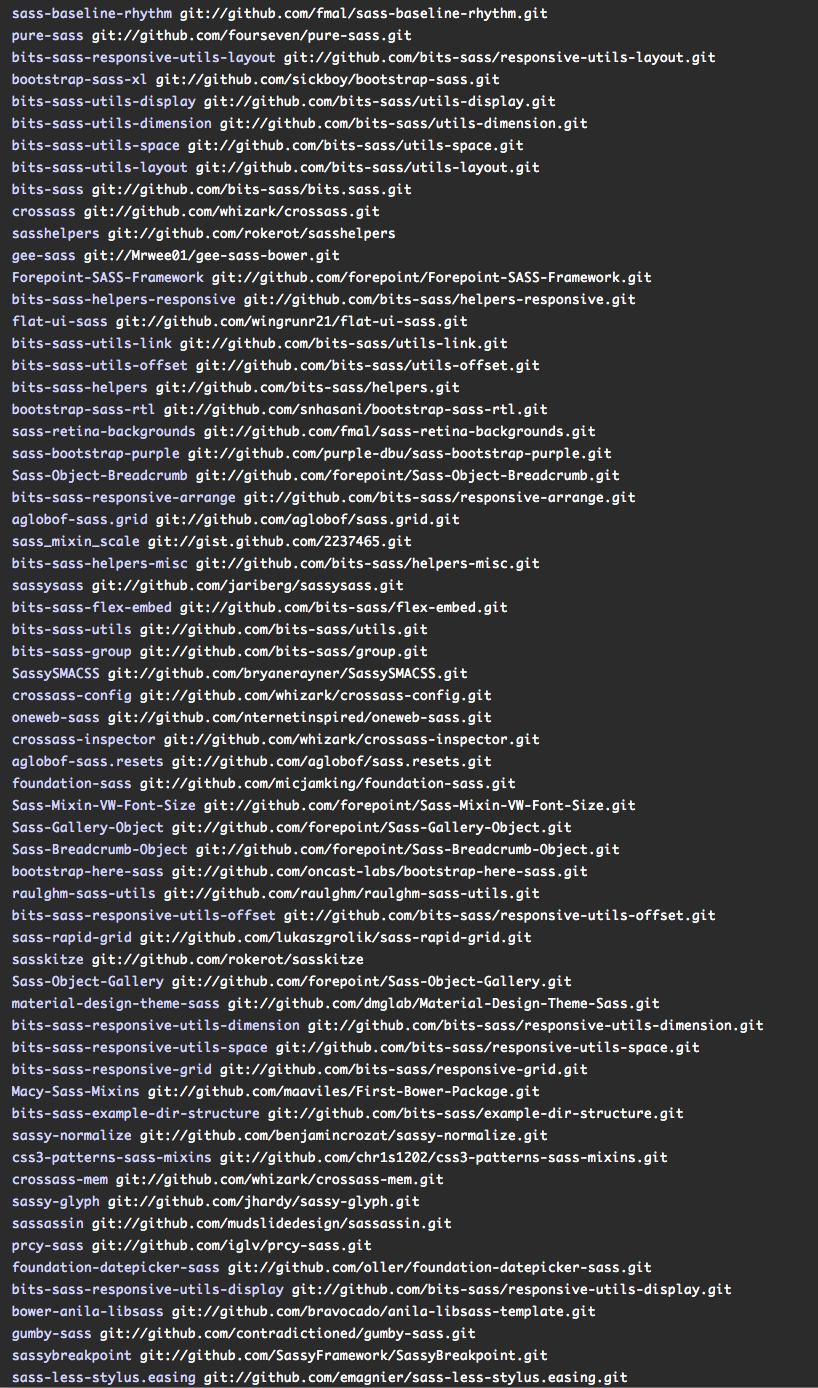 sass-baseline-rhythm git://github.com/fmal/sass-baseline-rhythm.git
pure-sass git://github.com/fourseven/pure-sass.git
bits-sass-responsive-utils-layout git://github.com/bits-sass/responsive-utils-layout.git
bootstrap-sass-xl git://github.com/sickboy/bootstrap-sass.git
bits-sass-utils-display git://github.com/bits-sass/utils-display.git
bits-sass-utils-dimension git://github.com/bits-sass/utils-dimension.git
bits-sass-utils-space git://github.com/bits-sass/utils-space.git
bits-sass-utils-layout git://github.com/bits-sass/utils-layout.git
bits-sass git://github.com/bits-sass/bits.sass.git
crossass git://github.com/whizark/crossass.git
sasshelpers git://github.com/rokerot/sasshelpers
gee-sass git://Mrwee01/gee-sass-bower.git
Forepoint-SASS-Framework git://github.com/forepoint/Forepoint-SASS-Framework.git
bits-sass-helpers-responsive git://github.com/bits-sass/helpers-responsive.git
flat-ui-sass git://github.com/wingrunr21/flat-ui-sass.git
bits-sass-utils-link git://github.com/bits-sass/utils-link.git
bits-sass-utils-offset git://github.com/bits-sass/utils-offset.git
bits-sass-helpers git://github.com/bits-sass/helpers.git
bootstrap-sass-rtl git://github.com/snhasani/bootstrap-sass-rtl.git
sass-retina-backgrounds git://github.com/fmal/sass-retina-backgrounds.git
sass-bootstrap-purple git://github.com/purple-dbu/sass-bootstrap-purple.git
Sass-Object-Breadcrumb git://github.com/forepoint/Sass-Object-Breadcrumb.git
bits-sass-responsive-arrange git://github.com/bits-sass/responsive-arrange.git
aglobof-sass.grid git://github.com/aglobof/sass.grid.git
sass_mixin_scale git://gist.github.com/2237465.git
bits-sass-helpers-misc git://github.com/bits-sass/helpers-misc.git
sassysass git://github.com/jariberg/sassysass.git
bits-sass-flex-embed git://github.com/bits-sass/flex-embed.git
bits-sass-utils git://github.com/bits-sass/utils.git
bits-sass-group git://github.com/bits-sass/group.git
SassySMACSS git://github.com/bryanerayner/SassySMACSS.git
crossass-config git://github.com/whizark/crossass-config.git
oneweb-sass git://github.com/nternetinspired/oneweb-sass.git
crossass-inspector git://github.com/whizark/crossass-inspector.git
aglobof-sass.resets git://github.com/aglobof/sass.resets.git
foundation-sass git://github.com/micjamking/foundation-sass.git
Sass-Mixin-VW-Font-Size git://github.com/forepoint/Sass-Mixin-VW-Font-Size.git
Sass-Gallery-Object git://github.com/forepoint/Sass-Gallery-Object.git
Sass-Breadcrumb-Object git://github.com/forepoint/Sass-Breadcrumb-Object.git
bootstrap-here-sass git://github.com/oncast-labs/bootstrap-here-sass.git
raulghm-sass-utils git://github.com/raulghm/raulghm-sass-utils.git
bits-sass-responsive-utils-offset git://github.com/bits-sass/responsive-utils-offset.git
sass-rapid-grid git://github.com/lukaszgrolik/sass-rapid-grid.git
sasskitze git://github.com/rokerot/sasskitze
Sass-Object-Gallery git://github.com/forepoint/Sass-Object-Gallery.git
material-design-theme-sass git://github.com/dmglab/Material-Design-Theme-Sass.git
bits-sass-responsive-utils-dimension git://github.com/bits-sass/responsive-utils-dimension.git
bits-sass-responsive-utils-space git://github.com/bits-sass/responsive-utils-space.git
bits-sass-responsive-grid git://github.com/bits-sass/responsive-grid.git
Macy-Sass-Mixins git://github.com/maaviles/First-Bower-Package.git
bits-sass-example-dir-structure git://github.com/bits-sass/example-dir-structure.git
sassy-normalize git://github.com/benjamincrozat/sassy-normalize.git
css3-patterns-sass-mixins git://github.com/chr1s1202/css3-patterns-sass-mixins.git
crossass-mem git://github.com/whizark/crossass-mem.git
sassy-glyph git://github.com/jhardy/sassy-glyph.git
sassassin git://github.com/mudslidedesign/sassassin.git
prcy-sass git://github.com/iglv/prcy-sass.git
foundation-datepicker-sass git://github.com/oller/foundation-datepicker-sass.git
bits-sass-responsive-utils-display git://github.com/bits-sass/responsive-utils-display.git
bower-anila-libsass git://github.com/bravocado/anila-libsass-template.git
gumby-sass git://github.com/contradictioned/gumby-sass.git
sassybreakpoint git://github.com/SassyFramework/SassyBreakpoint.git
sass-less-stylus.easing git://github.com/emagnier/sass-less-stylus.easing.git